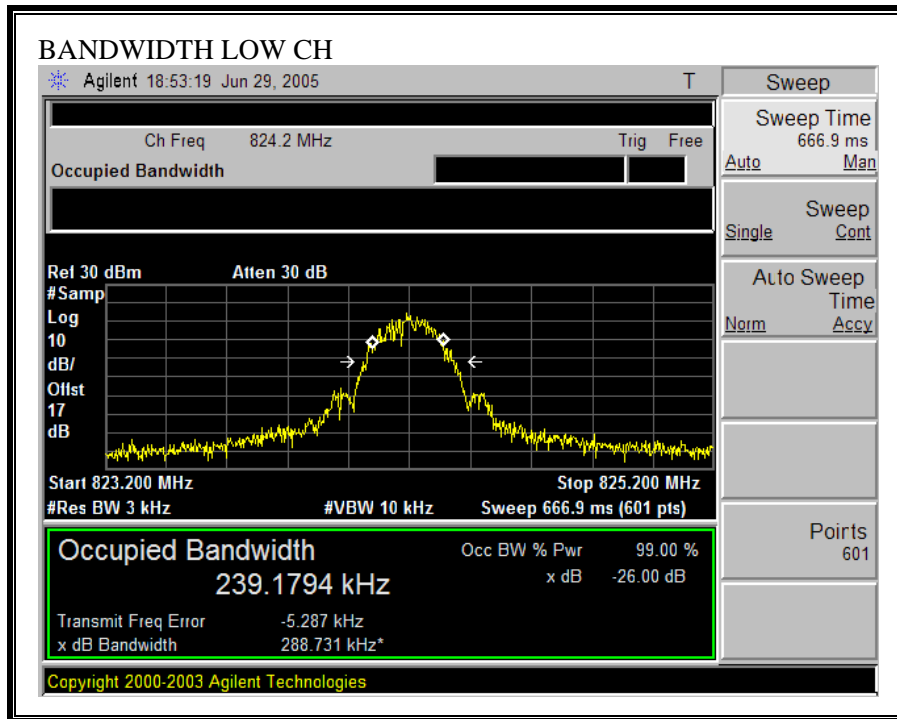 BANDWIDTH LOW CH
Agilent 18:53:19 Jun 29, 2005 T
Sweep
Ch Freq 824.2 MHz Trig Free
Occupied Bandwidth
Sweep Time
666.9 ms
Auto Man
Sweep
Single Cont
Auto Sweep
Time
Norm Accy
Ref 30 dBm Atten 30 dB
#Samp
Log
10
dB/
Offst
17
dB
Start 823.200 MHz Stop 825.200 MHz
#Res BW 3 kHz #VBW 10 kHz Sweep 666.9 ms (601 pts)
Points
601
Occupied Bandwidth Occ BW % Pwr 99.00 %
239.1794 kHz x dB -26.00 dB
Transmit Freq Error -5.287 kHz
x dB Bandwidth 288.731 kHz*
Copyright 2000-2003 Agilent Technologies